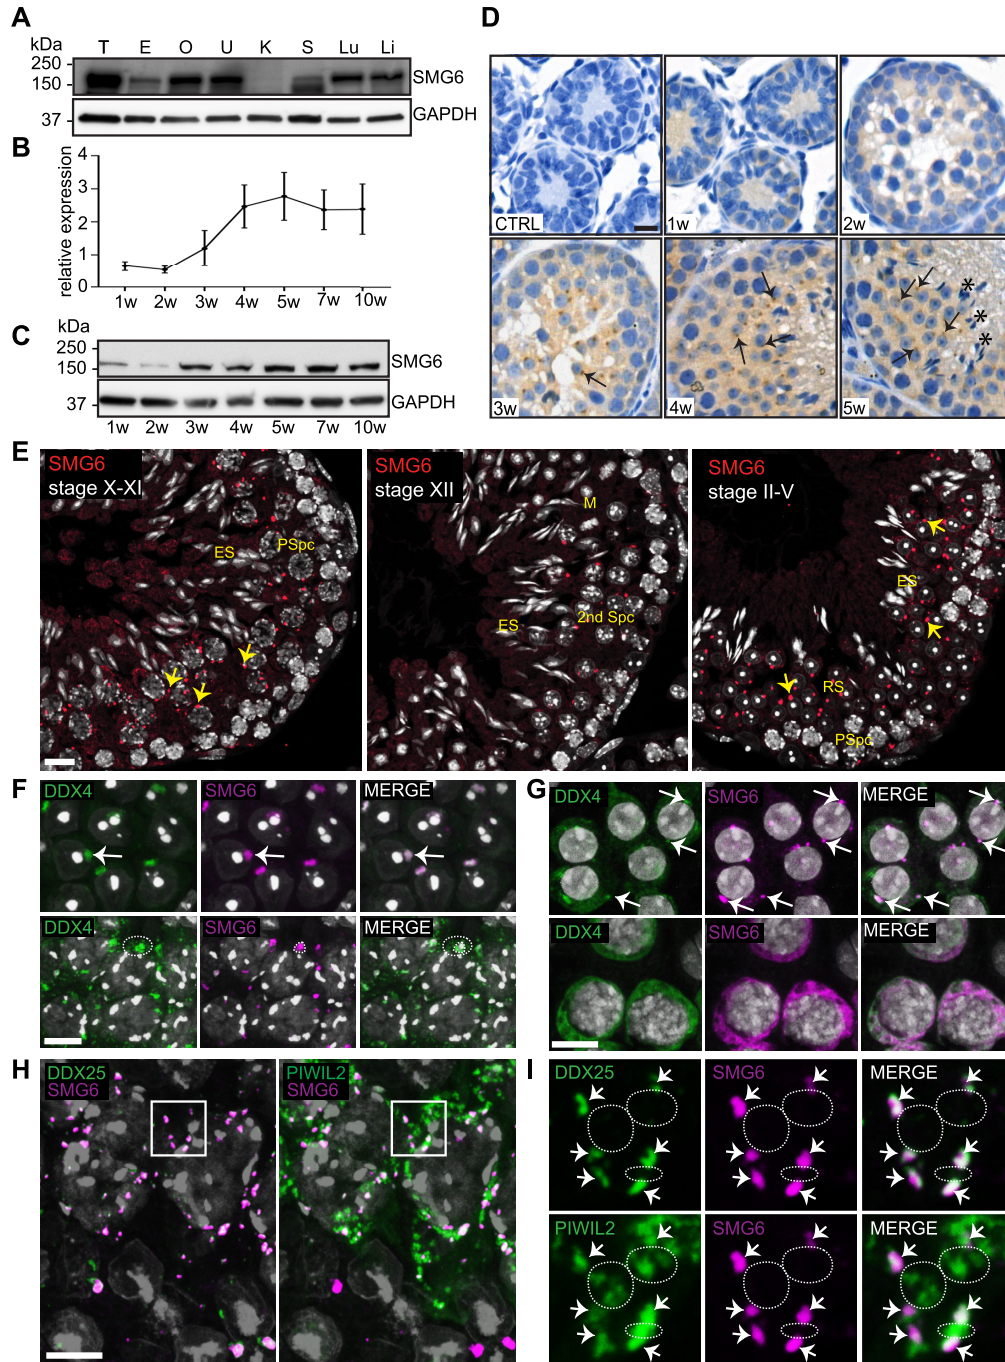 A
kDa T E O U K S Lu Li
250
150
SMG6
37
GAPDH
B
relative expression
4
3
2
1
0
1w 2w 3w 4w 5w 7w 10w
C
kDa
250
150
SMG6
37
GAPDH
1w 2w 3w 4w 5w 7w 10w
D
CTRL 1w 2w
3w 4w 5w
* * *
E
SMG6
stage X-XI
ES
PSpc
SMG6
stage XII
M
ES
2nd Spc
SMG6
stage II-V
ES
RS
PSpc
F
DDX4 SMG6 MERGE
DDX4 SMG6 MERGE
G
DDX4 SMG6 MERGE
DDX4 SMG6 MERGE
H
DDX25
SMG6
PIWIL2
SMG6
I
DDX25 SMG6 MERGE
PIWIL2 SMG6 MERGE